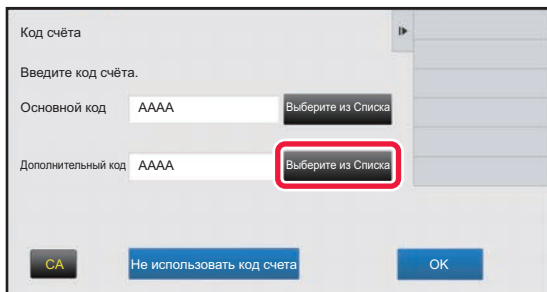 Код счёта
Введите код счёта.
Основной код AAAA Выберите из Списка
Дополнительный код AAAA Выберите из Списка
CA Не использовать код счета OK